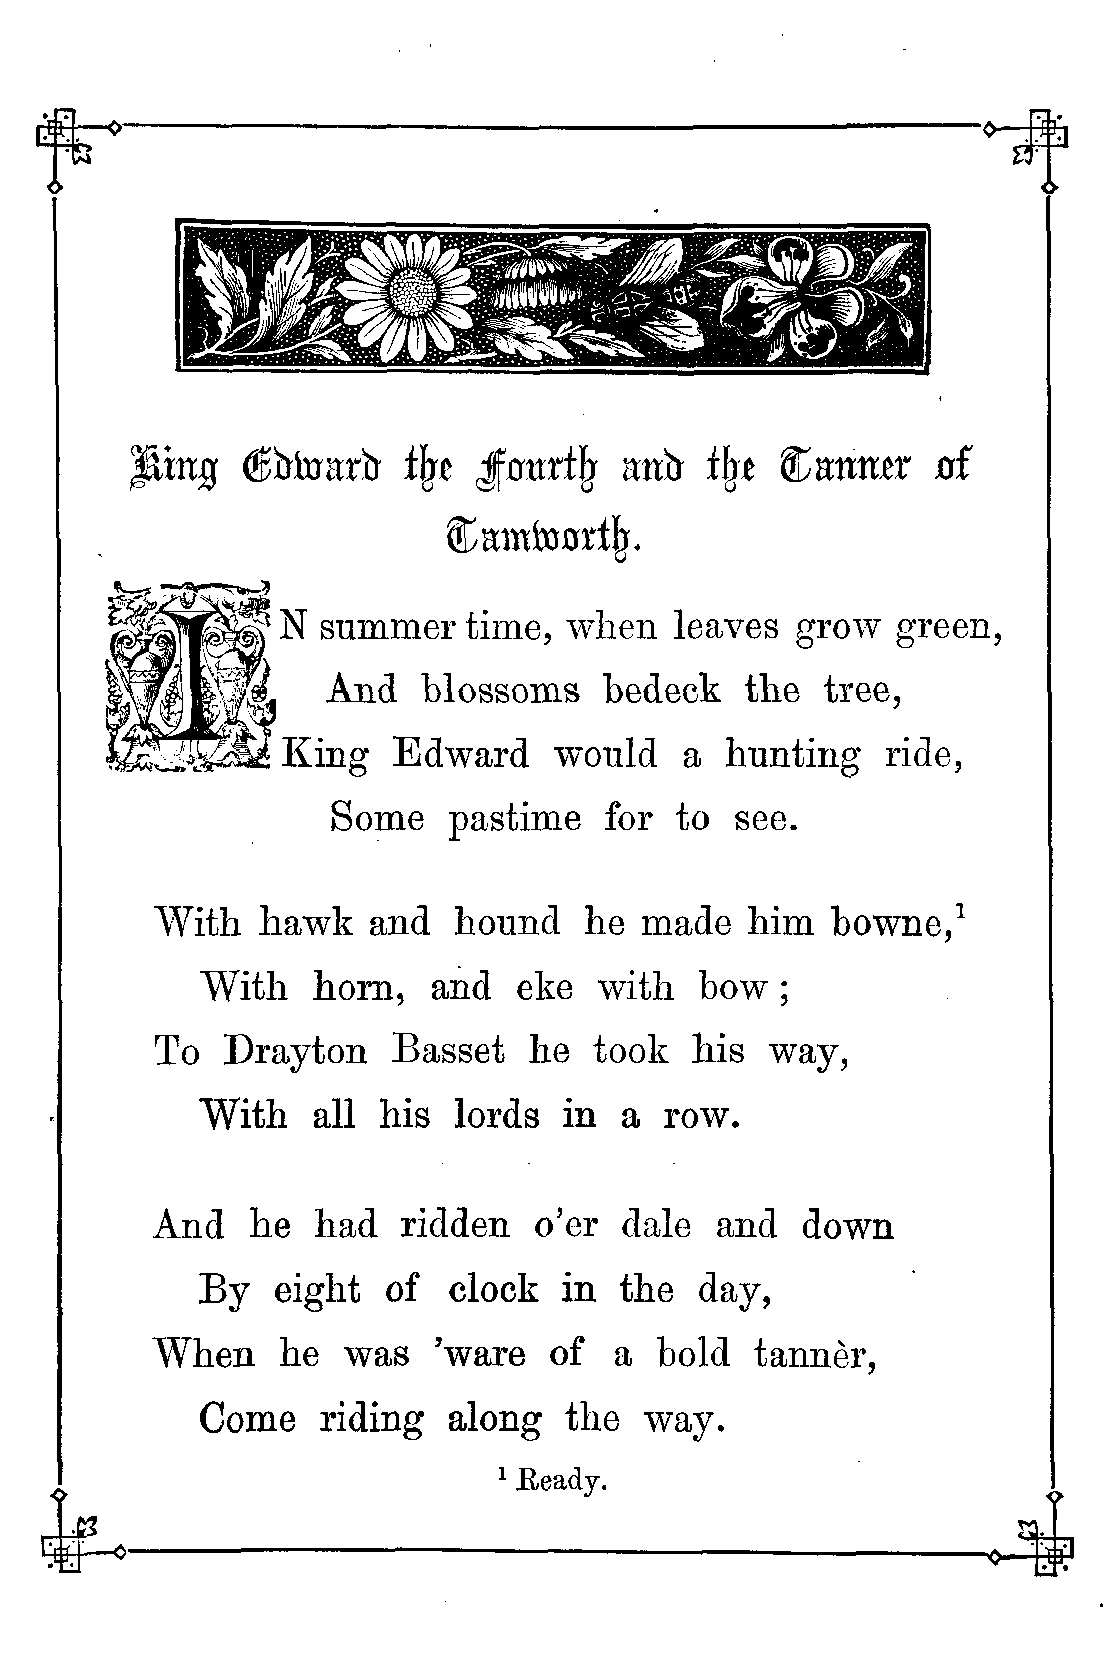 King Edward the Fourth and the Tanner of
Tamworth.
IN summer time, when leaves grow green,
And blossoms bedeck the tree,
King Edward would a hunting ride,
Some pastime for to see.
With hawk and hound he made him bowne,¹
With horn, and eke with bow ;
To Drayton Basset he took his way,
With all his lords in a row.
And he had ridden o’er dale and down
By eight of clock in the day,
When he was ’ware of a bold tannèr,
Come riding along the way.
¹ Ready.